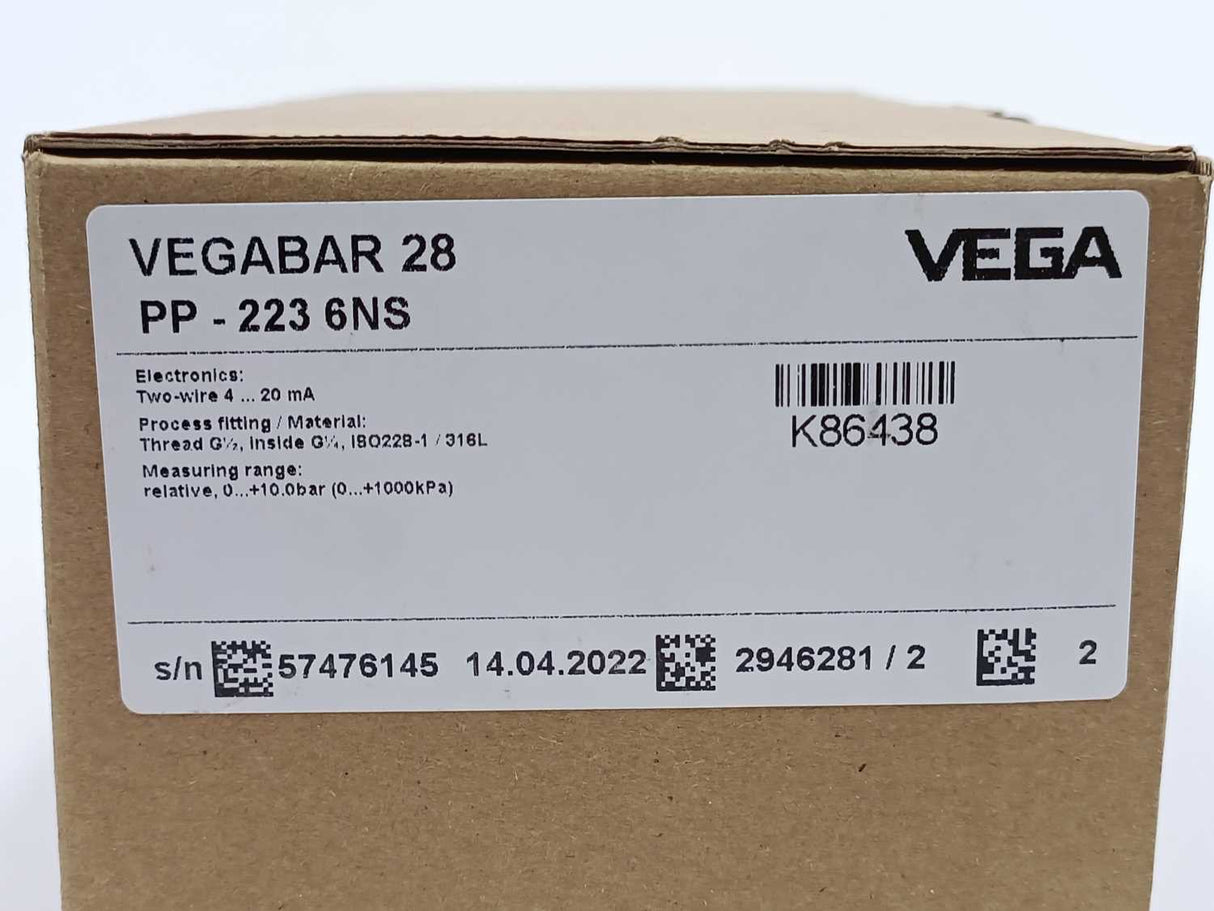 VEGABAR 28
VEGA
PP - 223 6NS
Electronics:
Two-wire 4 ... 20 mA
Process fitting / Material:
Thread G½, inside G¼, ISO228-1 / 316L
Measuring range:
relative, 0...+10.0bar (0...+1000kPa)
K86438
s/n 57476145 14.04.2022 2946281 / 2 2